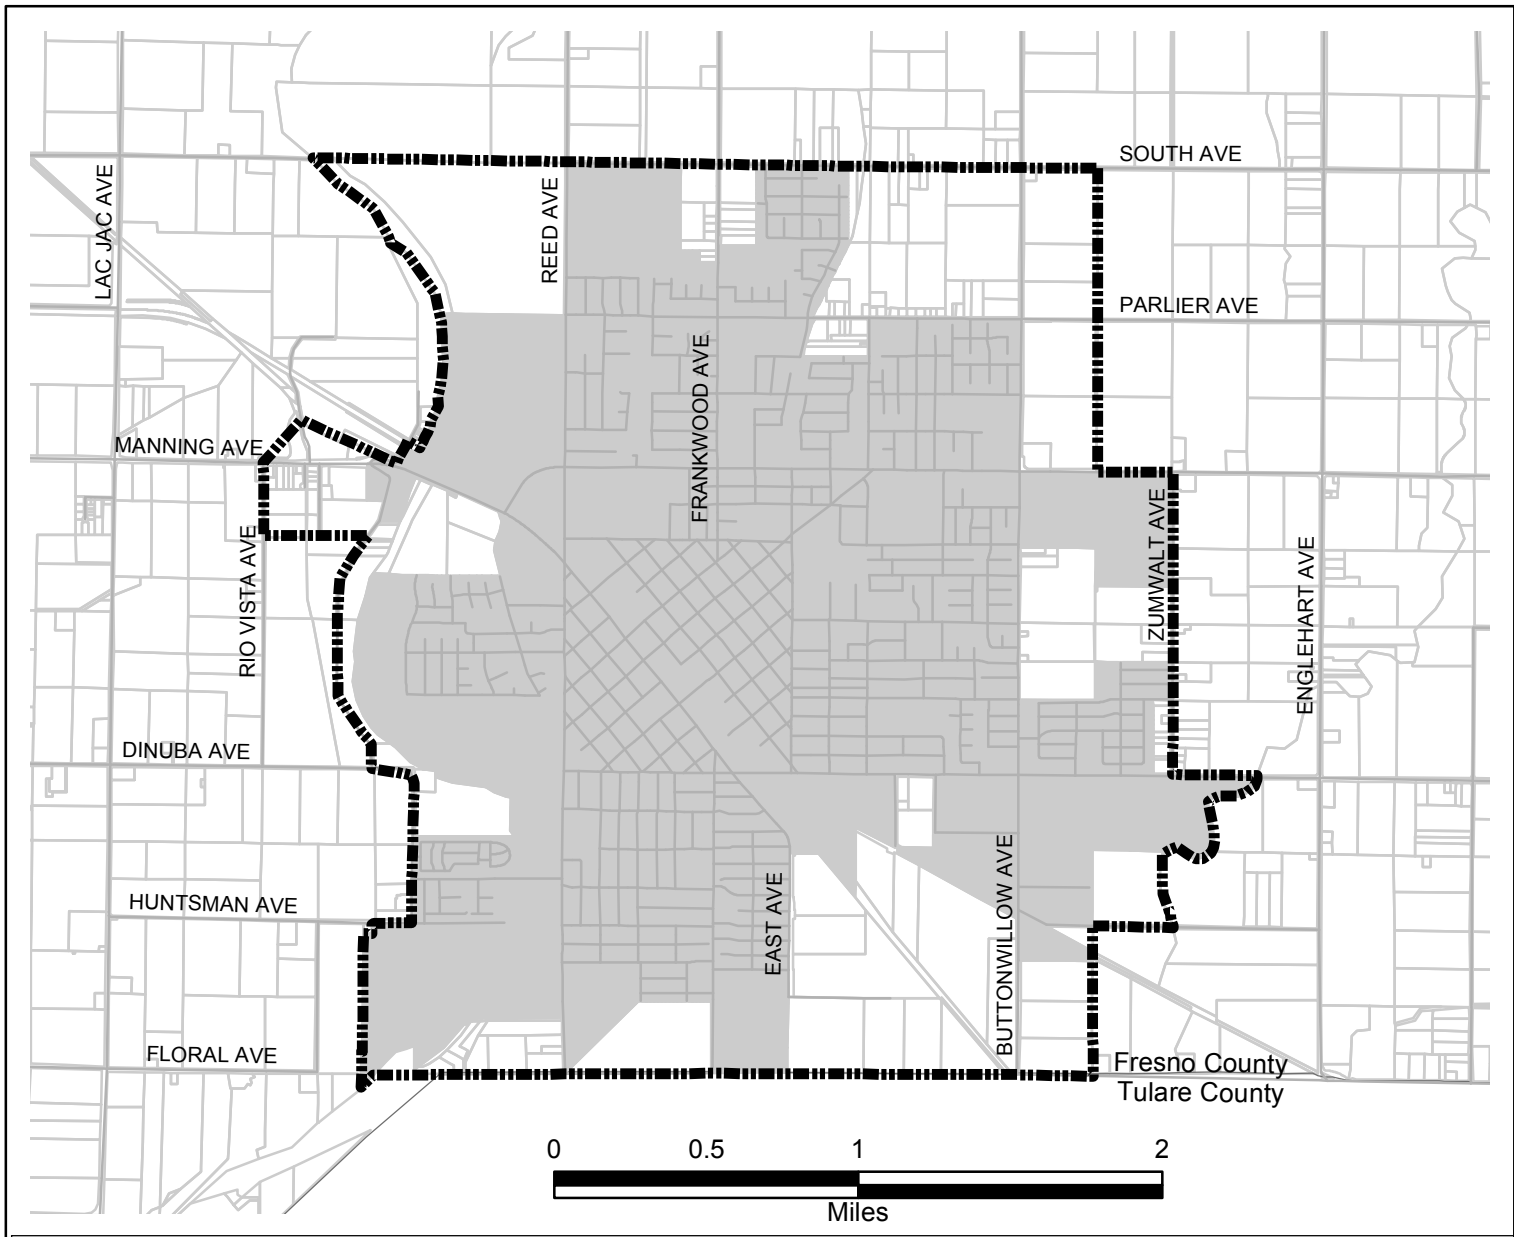 SOUTH AVE
LAC JAC AVE
REED AVE
PARLIER AVE
FRANKWOOD AVE
MANNING AVE
ZUMWALT AVE
RIO VISTA AVE
ENGLEHART AVE
DINUBA AVE
BUTTONWILLOW AVE
EAST AVE
HUNTSMAN AVE
FLORAL AVE
Fresno County
Tulare County
0 0.5 1 2
Miles